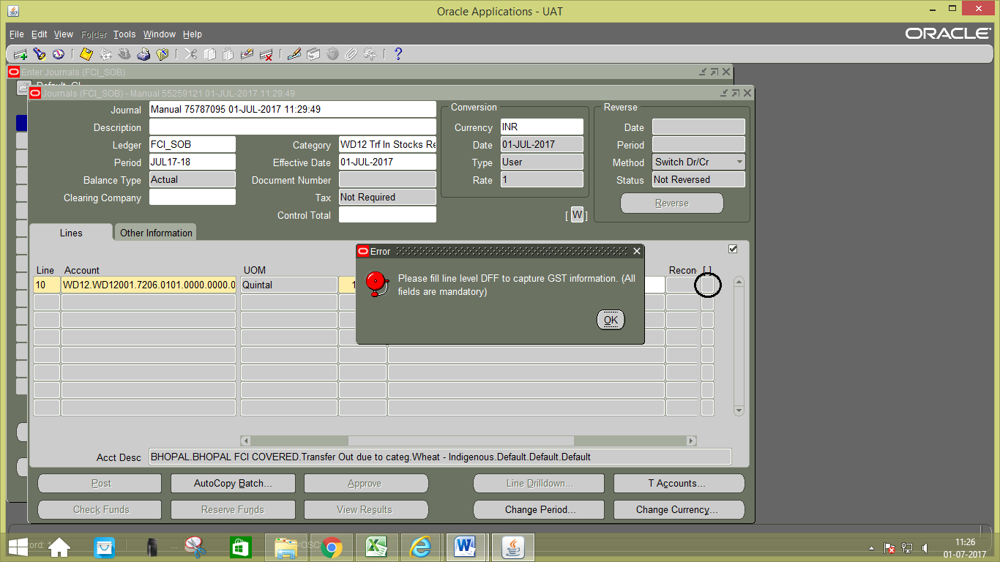 Oracle Applications - UAT
File Edit View Folder Tools Window Help
ORACLE
Enter Journals (FCI_SOB)
Journals (FCI_SOB) - Manual 55259121 01-JUL-2017 11:29:49
Journal Manual 75787095 01-JUL-2017 11:29:49
Description
Ledger FCI_SOB Category WD12 Trf In Stocks Re
Period JUL17-18 Effective Date 01-JUL-2017
Balance Type Actual Document Number
Clearing Company Tax Not Required
Control Total
Conversion
Currency INR
Date 01-JUL-2017
Type User
Rate 1
[ W ]
Reverse
Date
Period
Method Switch Dr/Cr
Status Not Reversed
Reverse
Lines Other Information
Line Account UOM Recon [ ]
10 WD12.WD12001.7206.0101.0000.0000.0 Quintal 1
Error
Please fill line level DFF to capture GST information. (All
fields are mandatory)
OK
Acct Desc BHOPAL.BHOPAL FCI COVERED.Transfer Out due to categ.Wheat - Indigenous.Default.Default.Default
Post AutoCopy Batch... Approve Line Drilldown... T Accounts...
Check Funds Reserve Funds View Results Change Period... Change Currency...
... <OSC
11:26
01-07-2017